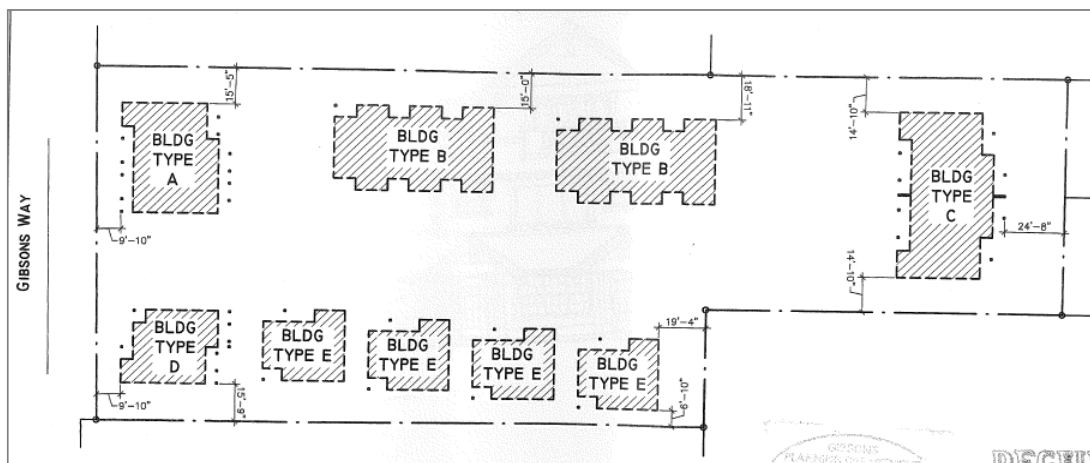 GIBSONS WAY
15'-5"
15'-0"
18'-11"
14'-10"
BLDG
TYPE
A
BLDG
TYPE B
BLDG
TYPE B
BLDG
TYPE
C
9'-10"
24'-8"
14'-10"
BLDG
TYPE
D
BLDG
TYPE E
BLDG
TYPE E
BLDG
TYPE E
BLDG
TYPE E
19'-4"
9'-10"
15'-9"
6'-10"
GIBSONS